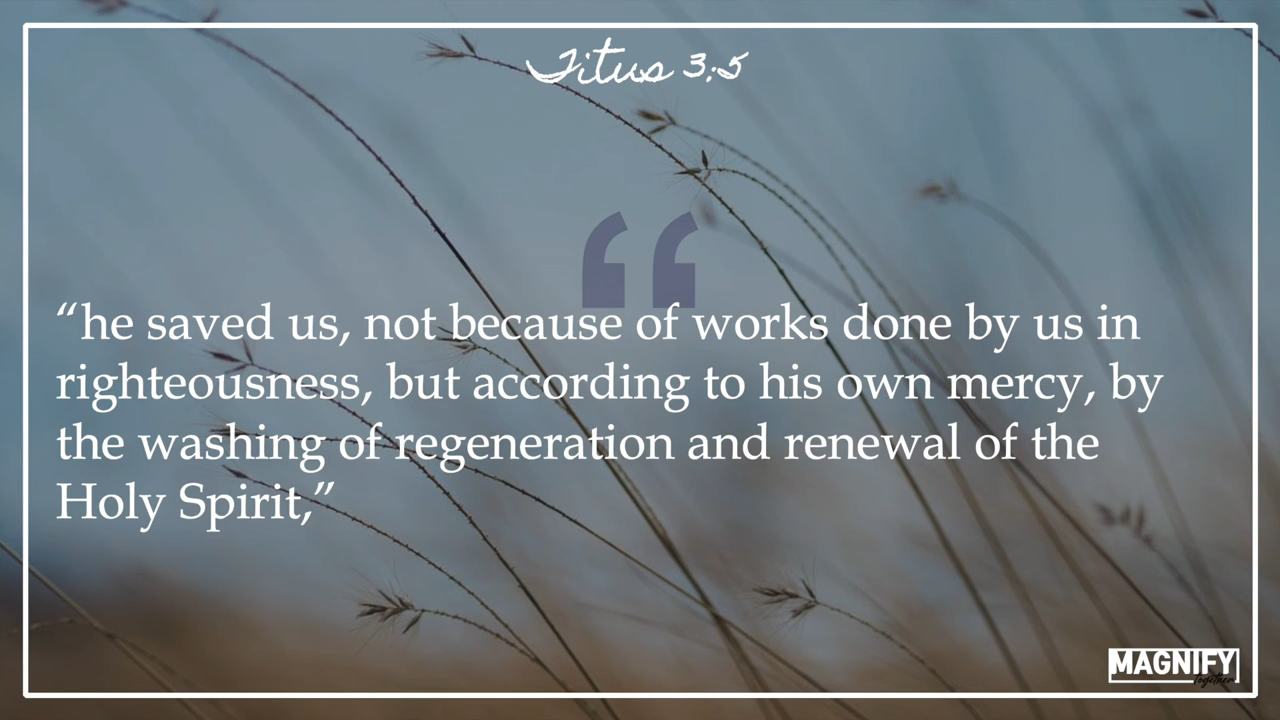 Titus 3:5
“he saved us, not because of works done by us in
righteousness, but according to his own mercy, by
the washing of regeneration and renewal of the
Holy Spirit,”
MAGNIFY
together